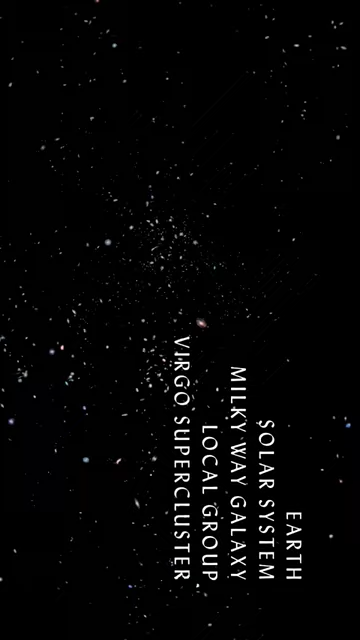 EARTH
SOLAR SYSTEM
MILKY WAY GALAXY
LOCAL GROUP
VIRGO SUPERCLUSTER